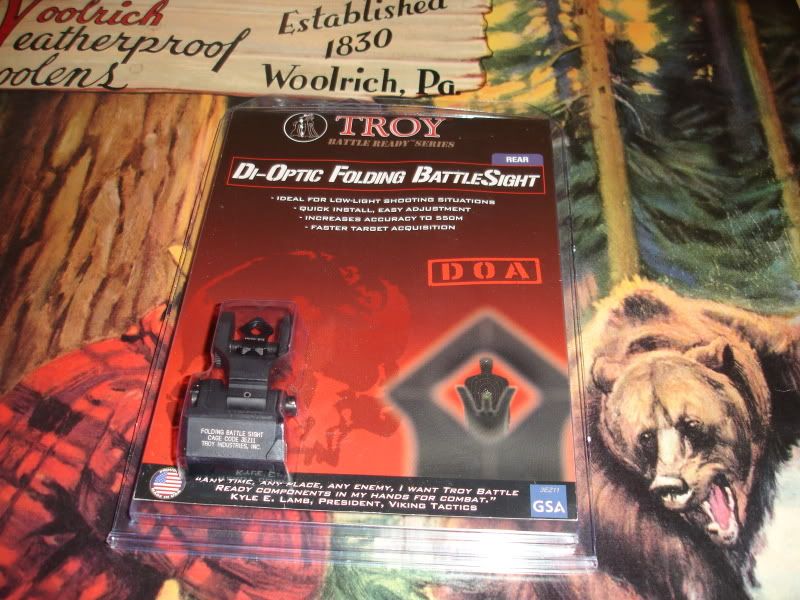 Woolrich
eatherproof
oolens
Established
1830
Woolrich, Pa.
TROY
BATTLE READY™ SERIES
REAR
DI-OPTIC FOLDING BATTLESIGHT
- IDEAL FOR LOW-LIGHT SHOOTING SITUATIONS
- QUICK INSTALL, EASY ADJUSTMENT
- INCREASES ACCURACY TO 550M
- FASTER TARGET ACQUISITION
DOA
FOLDING BATTLE SIGHT
CAGE CODE 3EZ11
TROY INDUSTRIES, INC.
"ANY TIME, ANY PLACE, ANY ENEMY, I WANT TROY BATTLE
READY COMPONENTS IN MY HANDS FOR COMBAT."
KYLE E. LAMB, PRESIDENT, VIKING TACTICS
3EZ11
GSA